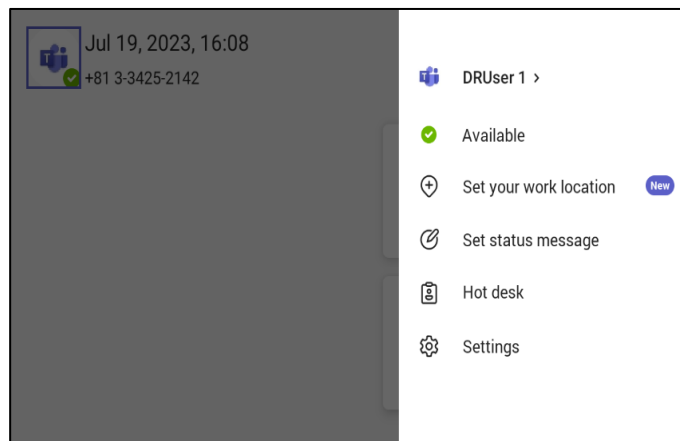 Jul 19, 2023, 16:08
+81 3-3425-2142
DRUser 1 >
Available
Set your work location New
Set status message
Hot desk
Settings